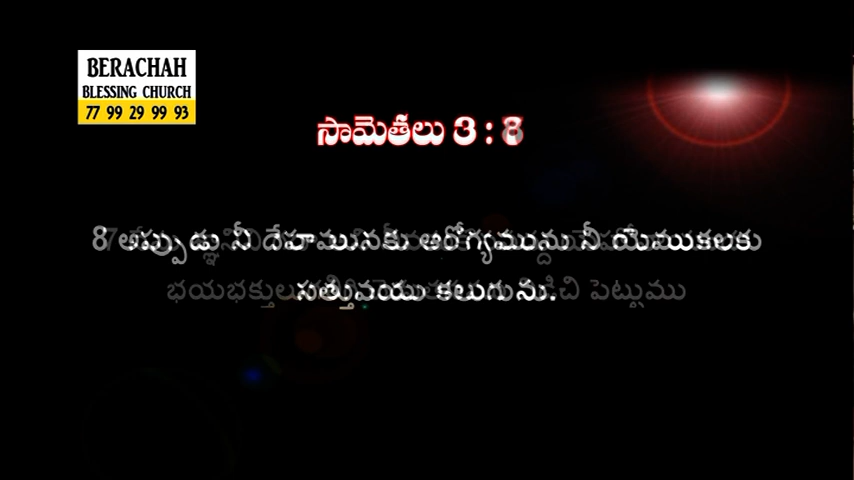 BERACHAH
BLESSING CHURCH
77 99 29 99 93
సామెతలు 3 : 8
8 అప్పుడు నీ దేహమునకు ఆరోగ్యమున్ను నీ యెముకలకు
సత్తువయు కలుగును.
భయభక్తులు పెట్టుము